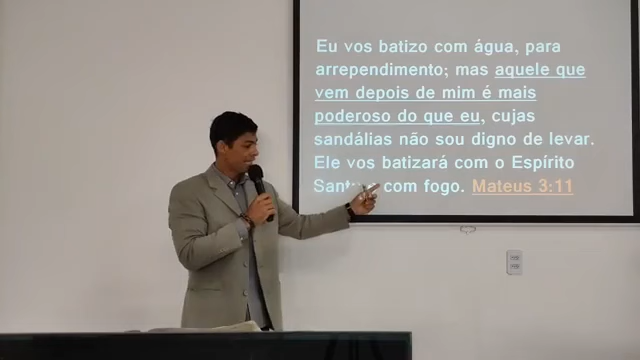 Eu vos batizo com água, para
arrependimento; mas aquele que
vem depois de mim é mais
poderoso do que eu, cujas
sandálias não sou digno de levar.
Ele vos batizará com o Espírito
com fogo. Mateus 3:11